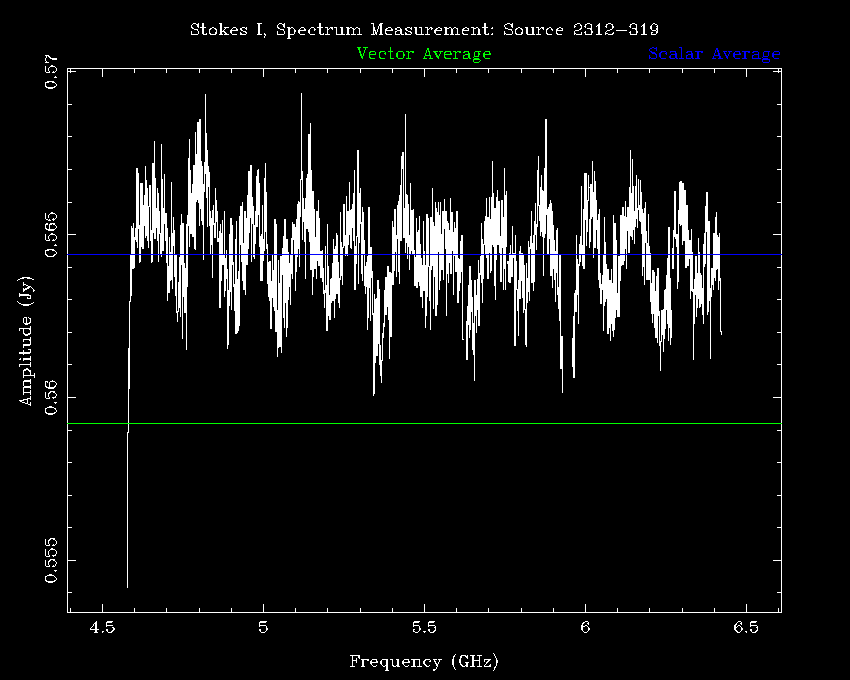 Stokes I, Spectrum Measurement: Source 2312-319
Vector Average Scalar Average
0.57
0.565
0.56
0.555
Amplitude (Jy)
4.5 5 5.5 6 6.5
Frequency (GHz)